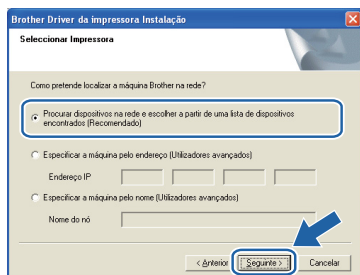 Brother Driver da impressora Instalação
Seleccionar Impressora
Como pretende localizar a máquina Brother na rede?
Procurar dispositivos na rede e escolher a partir de uma lista de dispositivos
encontrados (Recomendado)
Especificar a máquina pelo endereço (Utilizadores avançados)
Endereço IP
Especificar a máquina pelo nome (Utilizadores avançados)
Nome do nó
< Anterior
Seguinte >
Cancelar